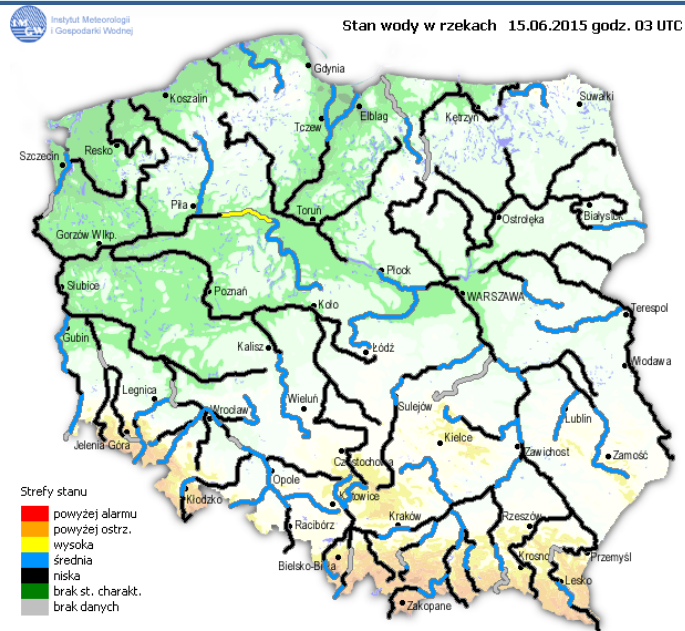 IMGW
Instytut Meteorologii
i Gospodarki Wodnej
Stan wody w rzekach 15.06.2015 godz. 03 UTC
Gdynia
Koszalin
Suwałki
Elbląg
Kętrzyn
Tczew
Resko
Szczecin
Piła
Toruń
Białystok
Ostrołęka
Gorzów Wlkp.
Płock
Słubice
Poznań
WARSZAWA
Koło
Terespol
Gubin
Kalisz
Łódź
Włodawa
Legnica
Wieluń
Sulejów
Wrocław
Lublin
Jelenia Góra
Kielce
Zawichost
Zamość
Częstochowa
Opole
Strefy stanu
Kłodzko
Katowice
powyżej alarmu
Racibórz
Kraków
Rzeszów
powyżej ostrz.
wysoka
Bielsko-Biała
Krosno
Przemyśl
średnia
Lesko
niska
brak st. charakt.
Zakopane
brak danych